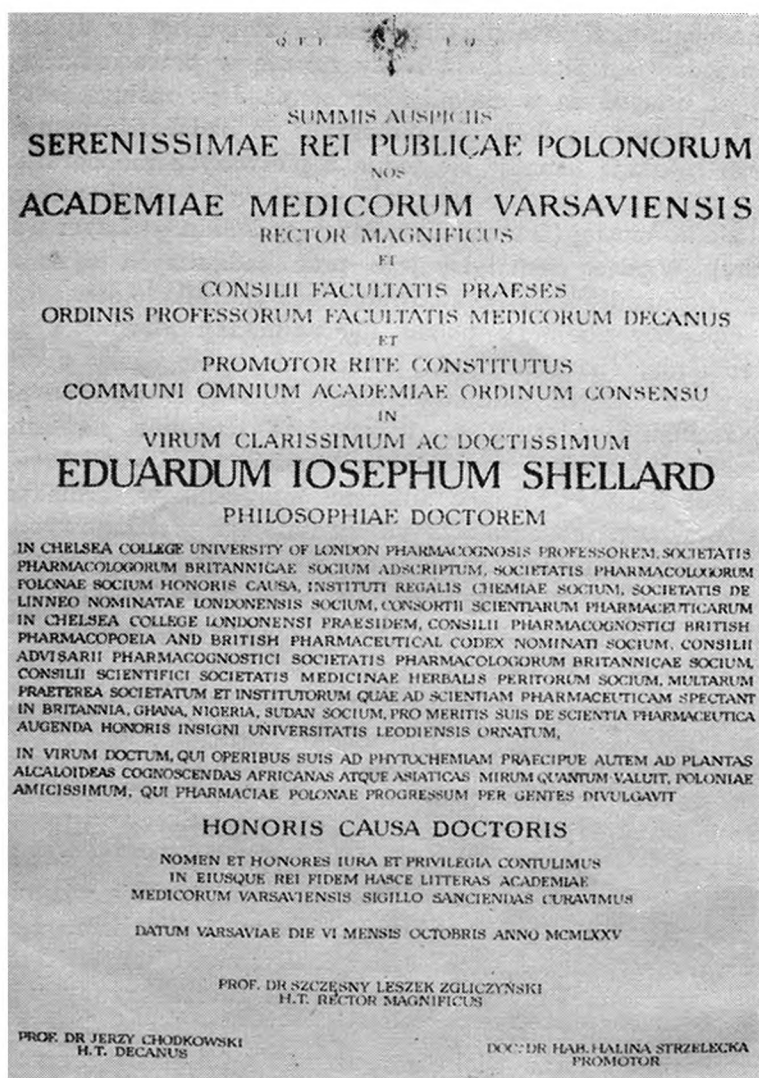 Q F F F Q S
SUMMIS AUSPICIIS
SERENISSIMAE REI PUBLICAE POLONORUM
NOS
ACADEMIAE MEDICORUM VARSAVIENSIS
RECTOR MAGNIFICUS
ET
CONSILII FACULTATIS PRAESES
ORDINIS PROFESSORUM FACULTATIS MEDICORUM DECANUS
ET
PROMOTOR RITE CONSTITUTUS
COMMUNI OMNIUM ACADEMIAE ORDINUM CONSENSU
IN
VIRUM CLARISSIMUM AC DOCTISSIMUM
EDUARDUM IOSEPHUM SHELLARD
PHILOSOPHIAE DOCTOREM
IN CHELSEA COLLEGE UNIVERSITY OF LONDON PHARMACOGNOSIS PROFESSOREM, SOCIETATIS
PHARMACOLOGORUM BRITANNICAE SOCIUM ADSCRIPTUM, SOCIETATIS PHARMACOLOGORUM
POLONAE SOCIUM HONORIS CAUSA, INSTITUTI REGALIS CHEMIAE SOCIUM, SOCIETATIS DE
LINNEO NOMINATAE LONDONENSIS SOCIUM, CONSORTII SCIENTIARUM PHARMACEUTICARUM
IN CHELSEA COLLEGE LONDONENSI PRAESIDEM, CONSILII PHARMACOGNOSTICI BRITISH
PHARMACOPOEIA AND BRITISH PHARMACEUTICAL CODEX NOMINATI SOCIUM, CONSILII
ADVISARII PHARMACOGNOSTICI SOCIETATIS PHARMACOLOGORUM BRITANNICAE SOCIUM,
CONSILII SCIENTIFICI SOCIETATIS MEDICINAE HERBALIS PERITORUM SOCIUM, MULTARUM
PRAETEREA SOCIETATUM ET INSTITUTORUM QUAE AD SCIENTIAM PHARMACEUTICAM SPECTANT
IN BRITANNIA, GHANA, NIGERIA, SUDAN SOCIUM, PRO MERITIS SUIS DE SCIENTIA PHARMACEUTICA
AUGENDA HONORIS INSIGNI UNIVERSITATIS LEODIENSIS ORNATUM,
IN VIRUM DOCTUM, QUI OPERIBUS SUIS AD PHYTOCHEMIAM PRAECIPUE AUTEM AD PLANTAS
ALCALOIDEAS COGNOSCENDAS AFRICANAS ATQUE ASIATICAS MIRUM QUANTUM VALUIT, POLONIAE
AMICISSIMUM, QUI PHARMACIAE POLONAE PROGRESSUM PER GENTES DIVULGAVIT
HONORIS CAUSA DOCTORIS
NOMEN ET HONORES IURA ET PRIVILEGIA CONTULIMUS
IN EIUSQUE REI FIDEM HASCE LITTERAS ACADEMIAE
MEDICORUM VARSAVIENSIS SIGILLO SANCIENDAS CURAVIMUS
DATUM VARSAVIAE DIE VI MENSIS OCTOBRIS ANNO MCMLXXV
PROF. DR SZCZĘSNY LESZEK ZGLICZYŃSKI
H.T. RECTOR MAGNIFICUS
PROF. DR JERZY CHODKOWSKI
H.T. DECANUS
DOC. DR HAB. HALINA STRZELECKA
PROMOTOR